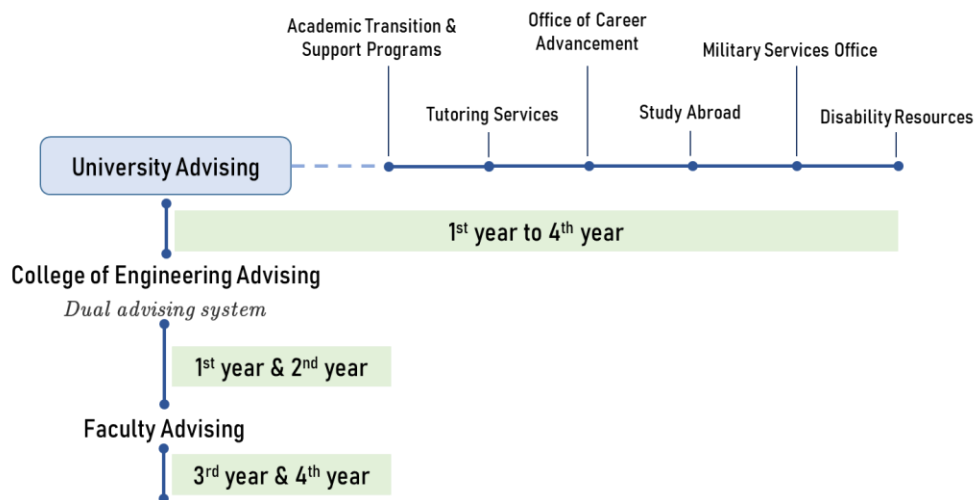 Academic Transition &
Support Programs
Office of Career
Advancement
Military Services Office
Tutoring Services
Study Abroad
Disability Resources
University Advising
1st year to 4th year
College of Engineering Advising
Dual advising system
1st year & 2nd year
Faculty Advising
3rd year & 4th year